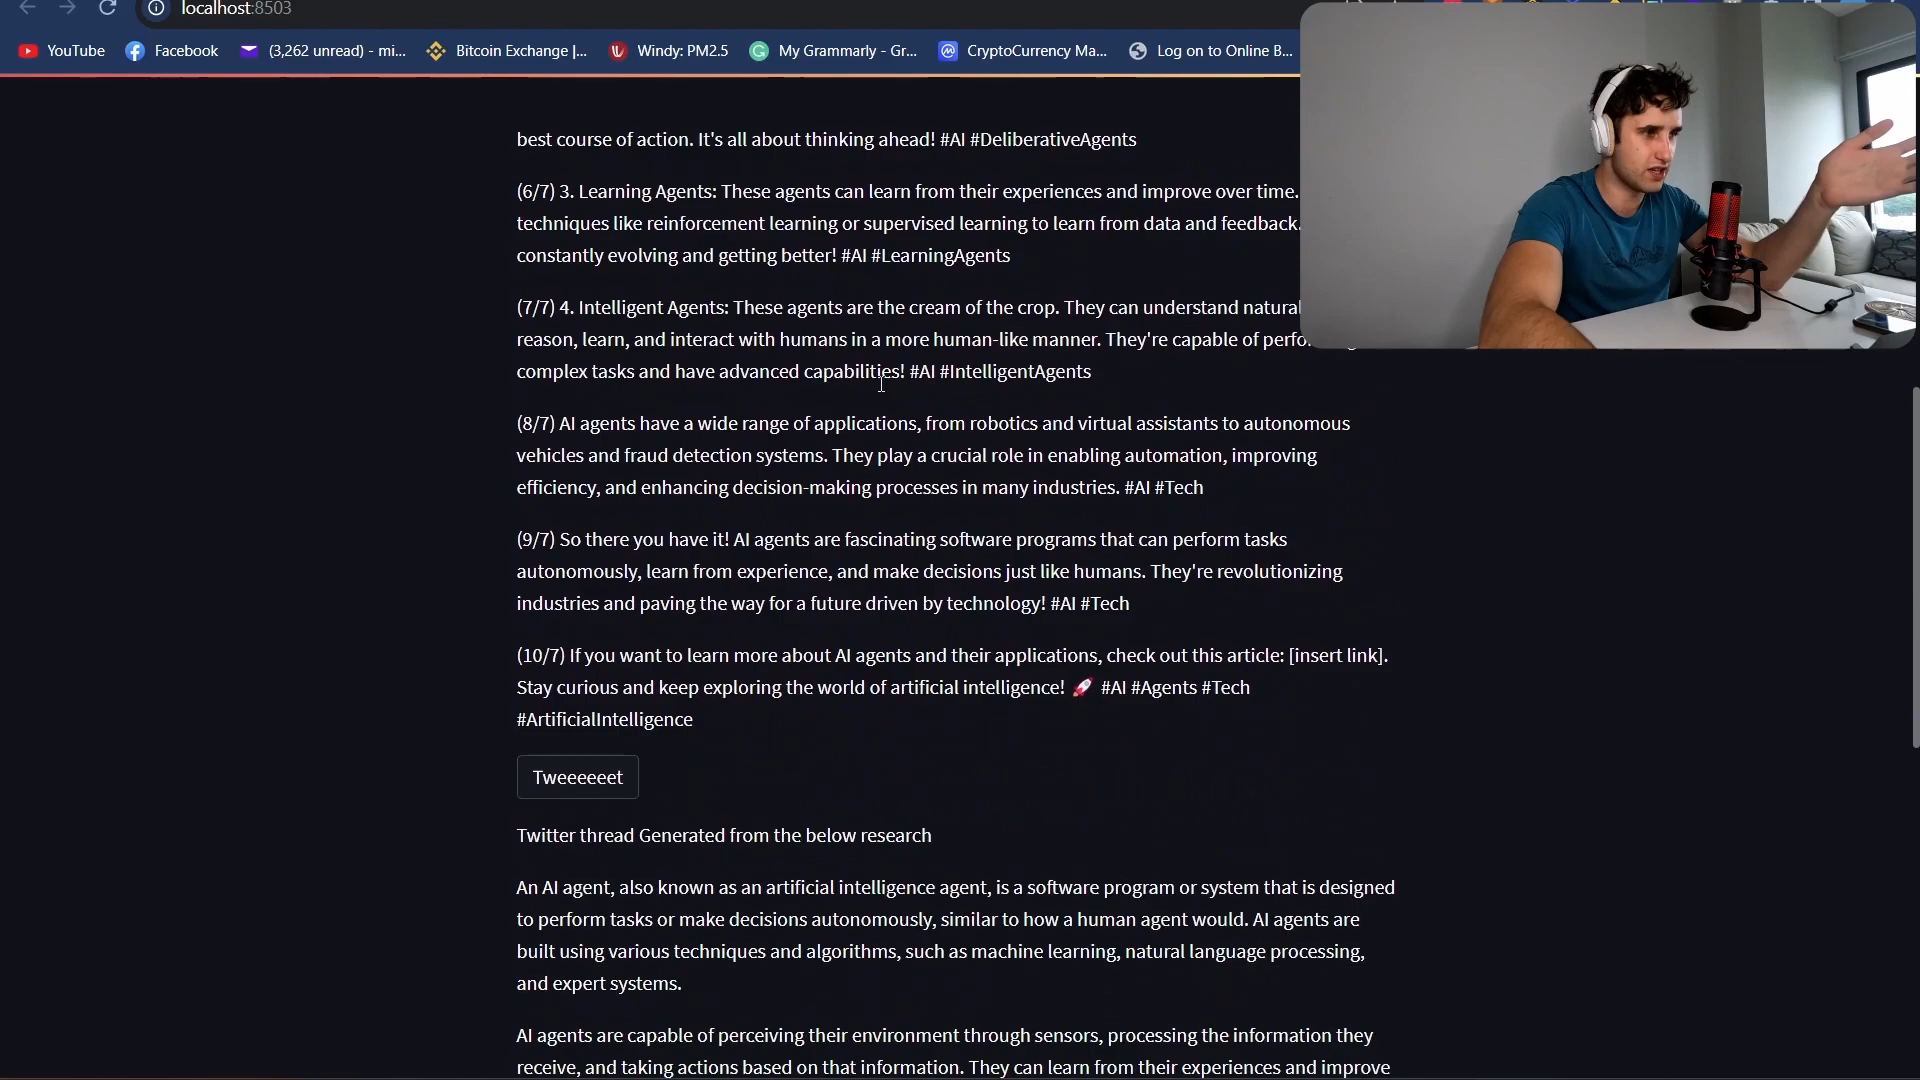 localhost:8503
YouTube Facebook (3,262 unread) - mi... Bitcoin Exchange |... Windy: PM2.5 My Grammarly - Gr... CryptoCurrency Ma... Log on to Online B...
best course of action. It's all about thinking ahead! #AI #DeliberativeAgents
(6/7) 3. Learning Agents: These agents can learn from their experiences and improve over time.
techniques like reinforcement learning or supervised learning to learn from data and feedback.
constantly evolving and getting better! #AI #LearningAgents
(7/7) 4. Intelligent Agents: These agents are the cream of the crop. They can understand natural
reason, learn, and interact with humans in a more human-like manner. They're capable of
complex tasks and have advanced capabilities! #AI #IntelligentAgents
(8/7) AI agents have a wide range of applications, from robotics and virtual assistants to autonomous
vehicles and fraud detection systems. They play a crucial role in enabling automation, improving
efficiency, and enhancing decision-making processes in many industries. #AI #Tech
(9/7) So there you have it! AI agents are fascinating software programs that can perform tasks
autonomously, learn from experience, and make decisions just like humans. They're revolutionizing
industries and paving the way for a future driven by technology! #AI #Tech
(10/7) If you want to learn more about AI agents and their applications, check out this article: [insert link].
Stay curious and keep exploring the world of artificial intelligence! 🚀 #AI #Agents #Tech
#ArtificialIntelligence
Tweeeeeet
Twitter thread Generated from the below research
An AI agent, also known as an artificial intelligence agent, is a software program or system that is designed
to perform tasks or make decisions autonomously, similar to how a human agent would. AI agents are
built using various techniques and algorithms, such as machine learning, natural language processing,
and expert systems.
AI agents are capable of perceiving their environment through sensors, processing the information they
receive, and taking actions based on that information. They can learn from their experiences and improve